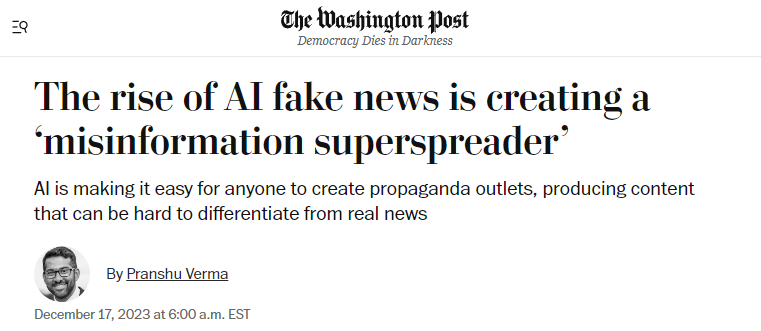 The Washington Post
Democracy Dies in Darkness
The rise of AI fake news is creating a
‘misinformation superspreader’
AI is making it easy for anyone to create propaganda outlets, producing content
that can be hard to differentiate from real news
By Pranshu Verma
December 17, 2023 at 6:00 a.m. EST